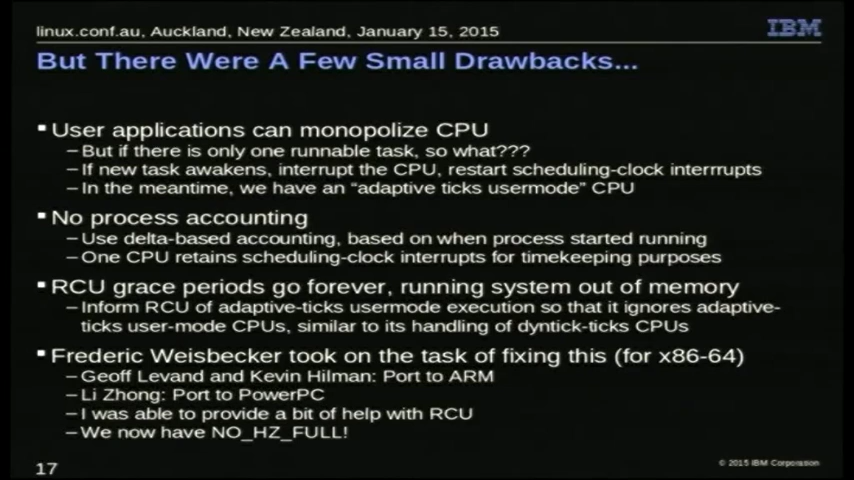 linux.conf.au, Auckland, New Zealand, January 15, 2015
IBM
But There Were A Few Small Drawbacks...
▪ User applications can monopolize CPU
– But if there is only one runnable task, so what???
– If new task awakens, interrupt the CPU, restart scheduling-clock interrrupts
– In the meantime, we have an “adaptive ticks usermode” CPU
▪ No process accounting
– Use delta-based accounting, based on when process started running
– One CPU retains scheduling-clock interrupts for timekeeping purposes
▪ RCU grace periods go forever, running system out of memory
– Inform RCU of adaptive-ticks usermode execution so that it ignores adaptive-
ticks user-mode CPUs, similar to its handling of dyntick-ticks CPUs
▪ Frederic Weisbecker took on the task of fixing this (for x86-64)
– Geoff Levand and Kevin Hilman: Port to ARM
– Li Zhong: Port to PowerPC
– I was able to provide a bit of help with RCU
– We now have NO_HZ_FULL!
17
© 2015 IBM Corporation